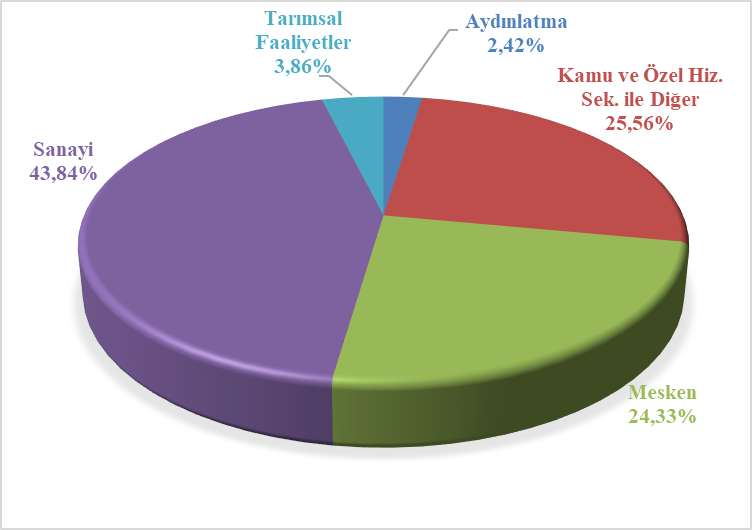 Tarımsal
Faaliyetler
3,86%
Aydınlatma
2,42%
Kamu ve Özel Hiz.
Sek. ile Diğer
25,56%
Sanayi
43,84%
Mesken
24,33%